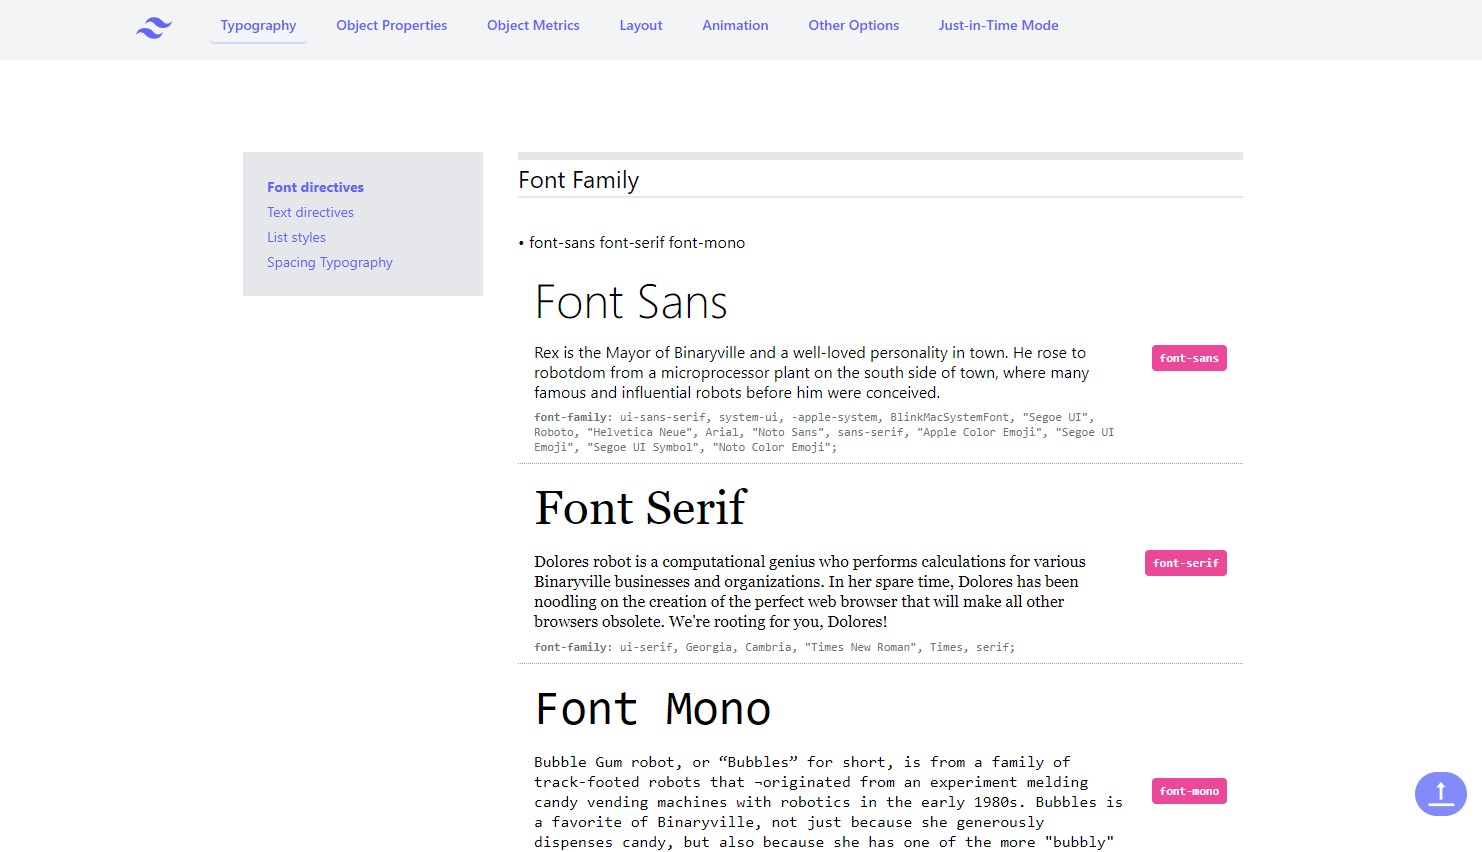 Typography Object Properties Object Metrics Layout Animation Other Options Just-in-Time Mode
Font directives
Text directives
List styles
Spacing Typography
Font Family
• font-sans font-serif font-mono
Font Sans
Rex is the Mayor of Binaryville and a well-loved personality in town. He rose to
robotdom from a microprocessor plant on the south side of town, where many
famous and influential robots before him were conceived.
font-sans
font-family: ui-sans-serif, system-ui, -apple-system, BlinkMacSystemFont, "Segoe UI",
Roboto, "Helvetica Neue", Arial, "Noto Sans", sans-serif, "Apple Color Emoji", "Segoe UI
Emoji", "Segoe UI Symbol", "Noto Color Emoji";
Font Serif
Dolores robot is a computational genius who performs calculations for various
Binaryville businesses and organizations. In her spare time, Dolores has been
noodling on the creation of the perfect web browser that will make all other
browsers obsolete. We're rooting for you, Dolores!
font-serif
font-family: ui-serif, Georgia, Cambria, "Times New Roman", Times, serif;
Font Mono
Bubble Gum robot, or “Bubbles” for short, is from a family of
track-footed robots that ¬originated from an experiment melding
candy vending machines with robotics in the early 1980s. Bubbles is
a favorite of Binaryville, not just because she generously
dispenses candy, but also because she has one of the more "bubbly"
font-mono